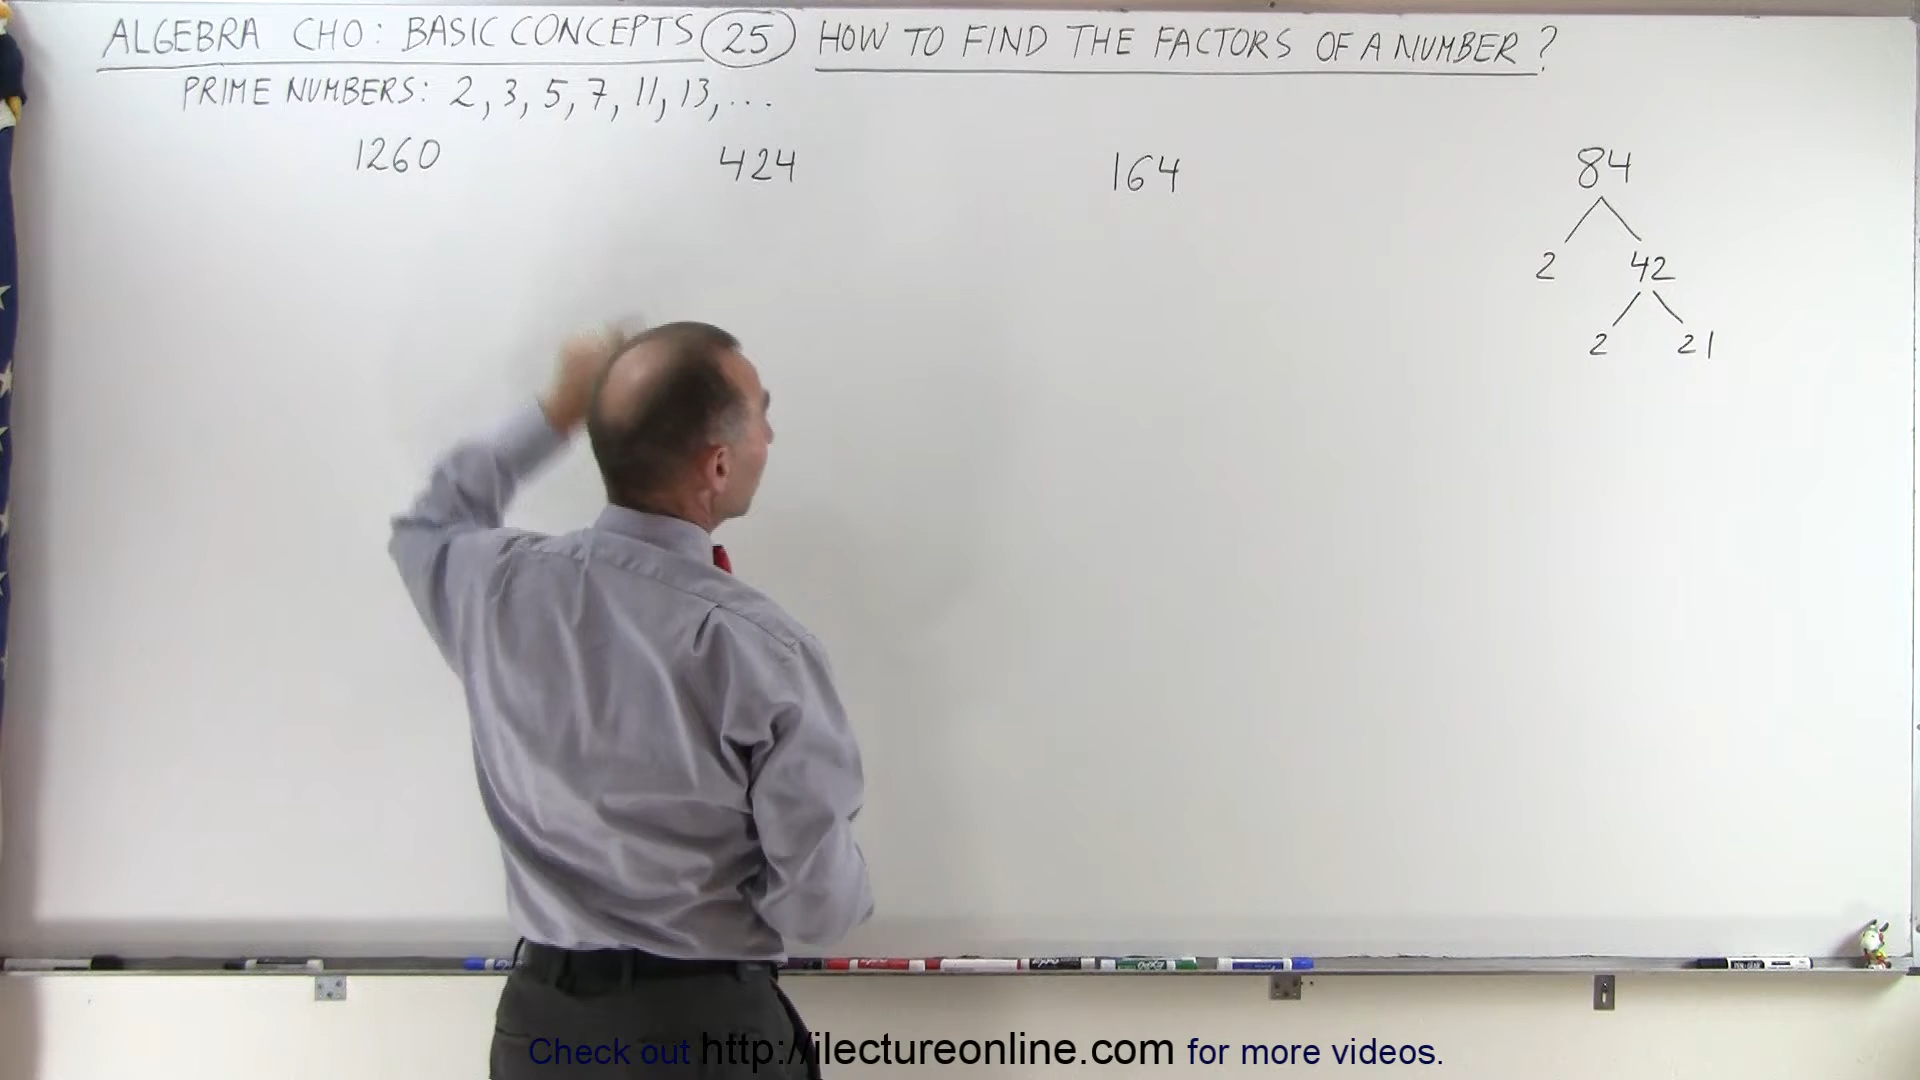 ALGEBRA CHO: BASIC CONCEPTS 25 HOW TO FIND THE FACTORS OF A NUMBER?
PRIME NUMBERS: 2, 3, 5, 7, 11, 13, ...
1260 424 164 84
2 42
2 21
Check out http://ilectureonline.com for more videos.